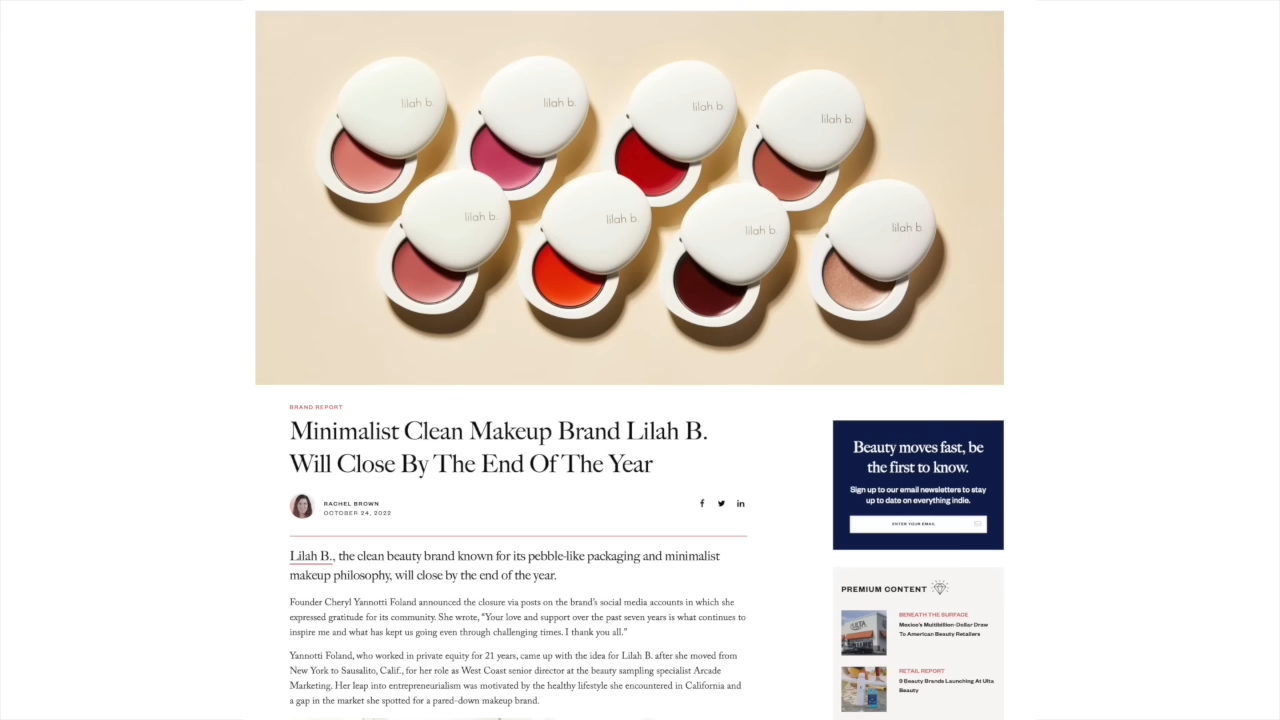 lilah b.
lilah b.
lilah b.
lilah b.
lilah b.
lilah b.
lilah b.
lilah b.
BRAND REPORT
Minimalist Clean Makeup Brand Lilah B.
Will Close By The End Of The Year
RACHEL BROWN
OCTOBER 24, 2022
Lilah B., the clean beauty brand known for its pebble-like packaging and minimalist
makeup philosophy, will close by the end of the year.
Founder Cheryl Yannotti Foland announced the closure via posts on the brand's social media accounts in which she
expressed gratitude for its community. She wrote, “Your love and support over the past seven years is what continues to
inspire me and what has kept us going even through challenging times. I thank you all.”
Yannotti Foland, who worked in private equity for 21 years, came up with the idea for Lilah B. after she moved from
New York to Sausalito, Calif., for her role as West Coast senior director at the beauty sampling specialist Arcade
Marketing. Her leap into entrepreneurialism was motivated by the healthy lifestyle she encountered in California and
a gap in the market she spotted for a pared-down makeup brand.
Beauty moves fast, be
the first to know.
Sign up to our email newsletters to stay
up to date on everything indie.
ENTER YOUR EMAIL
PREMIUM CONTENT
ULTA
BENEATH THE SURFACE
Mexico's Multibillion-Dollar Draw
To American Beauty Retailers
RETAIL REPORT
9 Beauty Brands Launching At Ulta
Beauty